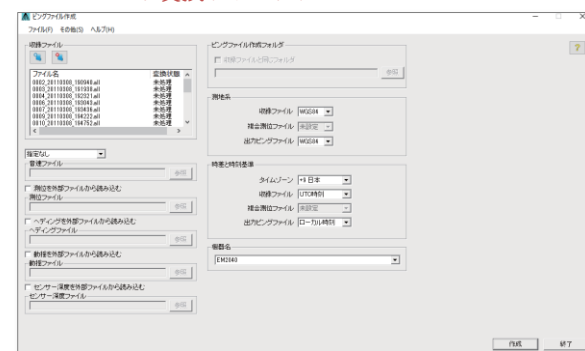 ピングファイル作成
ファイル(F) その他(S) ヘルプ(H)
収録ファイル
ファイル名 変換状態
0002_20110308_190948.all 未処理
0003_20110308_191938.all 未処理
0004_20110308_192321.all 未処理
0006_20110308_193043.all 未処理
0007_20110308_193436.all 未処理
0009_20110308_194222.all 未処理
0010_20110308_194752.all 未処理
指定なし
音速ファイル
参照
測位を外部ファイルから読み込む
測位ファイル
参照
ヘディングを外部ファイルから読み込む
ヘディングファイル
参照
動揺を外部ファイルから読み込む
動揺ファイル
参照
センサー深度を外部ファイルから読み込む
センサー深度ファイル
参照
ピングファイル作成フォルダ
収録ファイルと同じフォルダ
参照
測地系
収録ファイル WGS84
複合測位ファイル 未設定
出力ピングファイル WGS84
時差と時刻基準
タイムゾーン +9 日本
収録ファイル UTC時刻
複合測位ファイル 未設定
出力ピングファイル ローカル時刻
機器名
EM2040
?
作成 終了